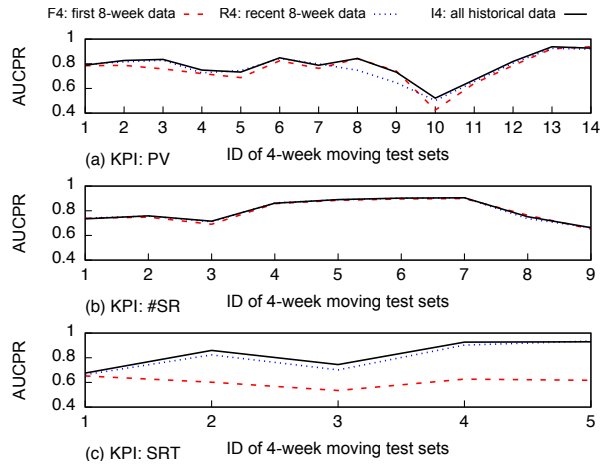 F4: first 8-week data R4: recent 8-week data I4: all historical data
1
0.8
0.6
0.4
AUCPR
1 2 3 4 5 6 7 8 9 10 11 12 13 14
(a) KPI: PV ID of 4-week moving test sets
1
0.8
0.6
0.4
AUCPR
1 2 3 4 5 6 7 8 9
(b) KPI: #SR ID of 4-week moving test sets
1
0.8
0.6
0.4
AUCPR
1 2 3 4 5
(c) KPI: SRT ID of 4-week moving test sets